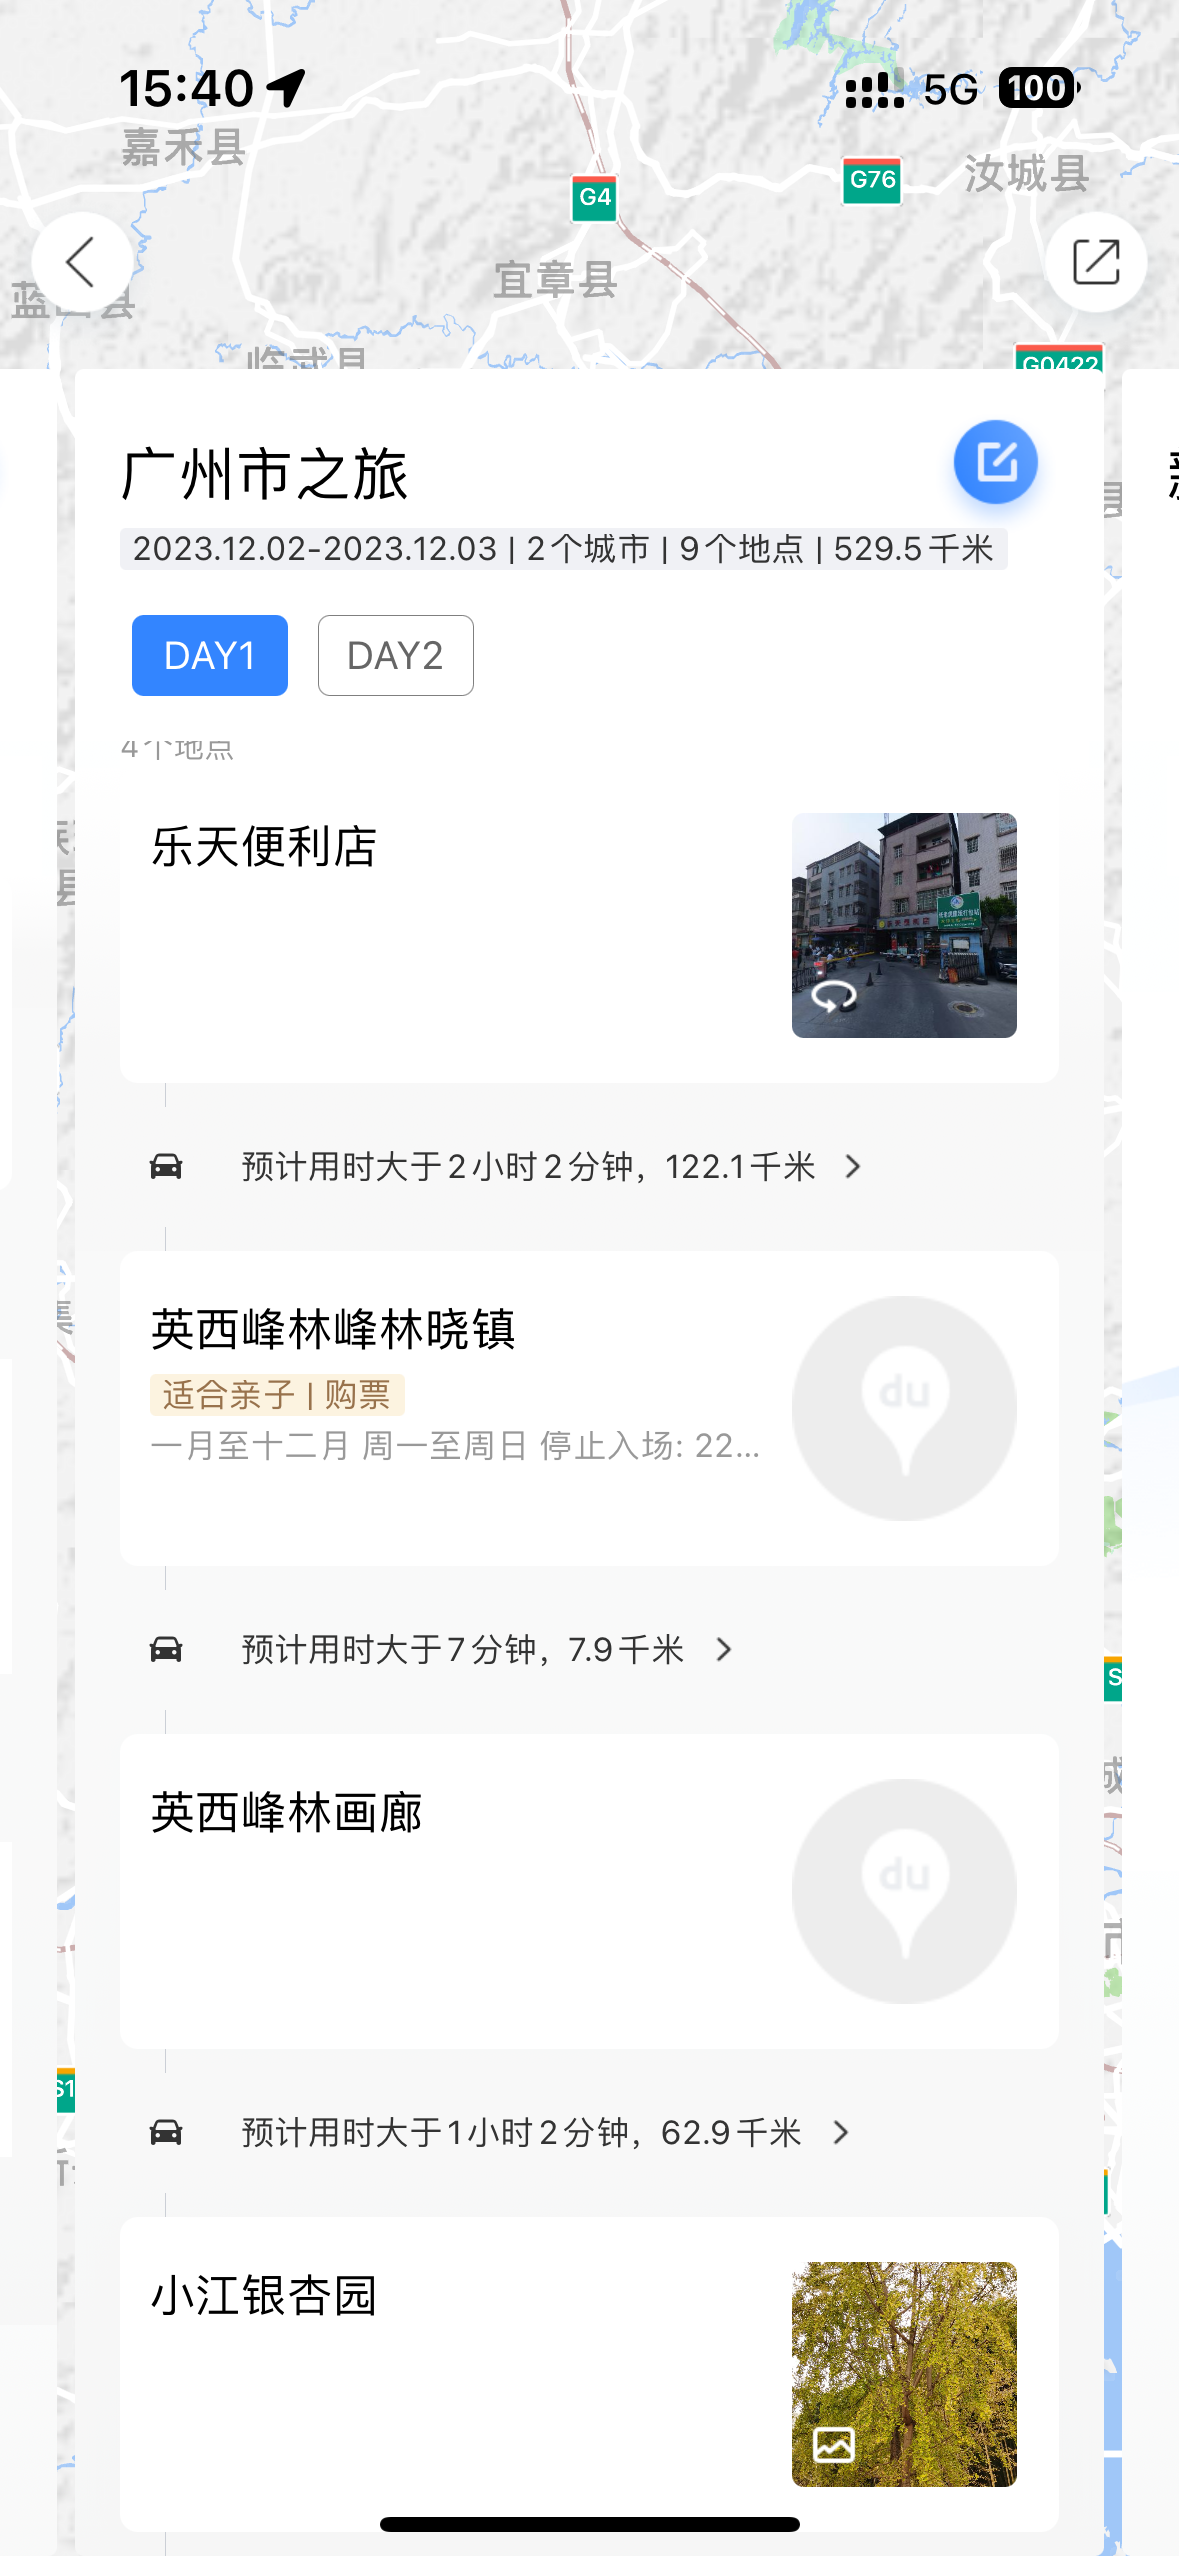 15:40
5G
100
嘉禾县
G76
汝城县
G4
宜章县
临武县
G0422
广州市之旅
2023.12.02-2023.12.03 | 2个城市 | 9个地点 | 529.5千米
DAY1
DAY2
4个地点
乐天便利店
预计用时大于2小时2分钟，122.1千米
英西峰林峰林晓镇
适合亲子 | 购票
一月至十二月 周一至周日 停止入场: 22...
du
预计用时大于7分钟，7.9千米
英西峰林画廊
du
预计用时大于1小时2分钟，62.9千米
小江银杏园